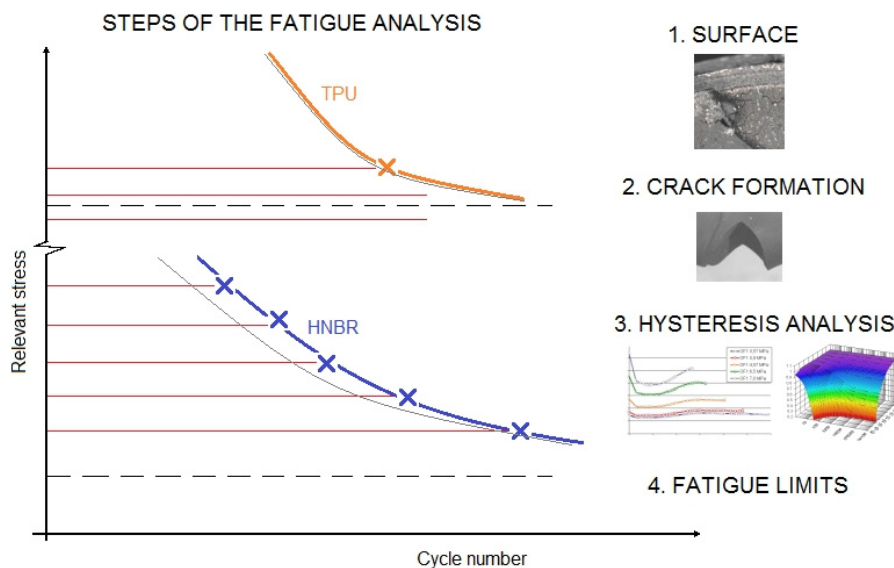 STEPS OF THE FATIGUE ANALYSIS
TPU
HNBR
Relevant stress
Cycle number
1. SURFACE
2. CRACK FORMATION
3. HYSTERESIS ANALYSIS
4. FATIGUE LIMITS